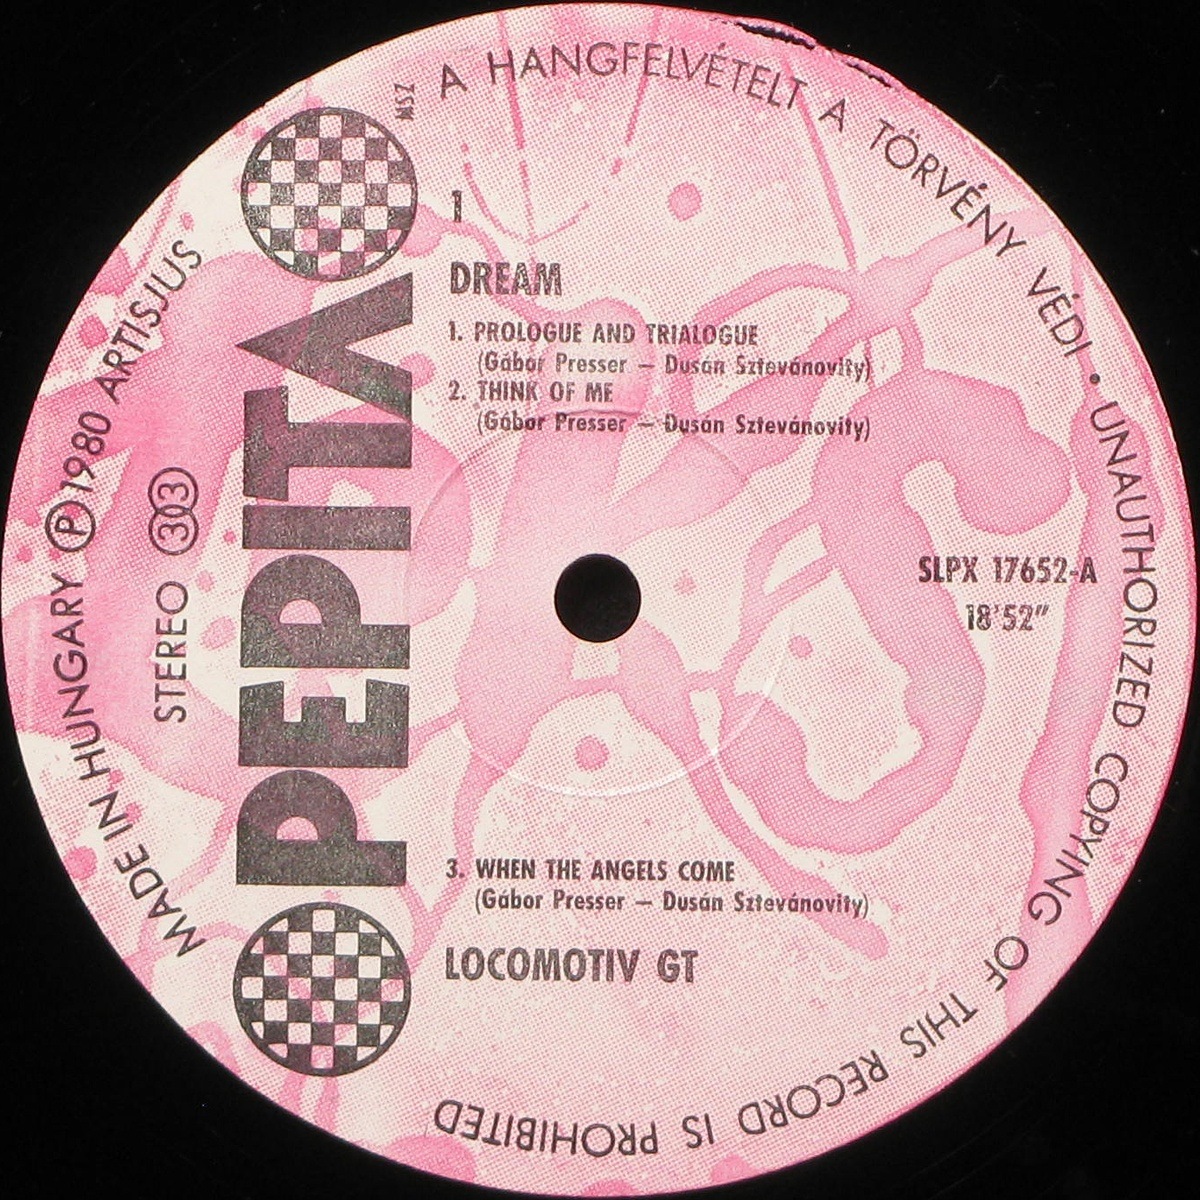 A HANGFELVÉTELT A TÖRVÉNY VÉDI • UNAUTHORIZED COPYING OF THIS RECORD IS PROHIBITED
MADE IN HUNGARY Ⓟ 1980 ARTISJUS
STEREO 303
PEPITA
MSZ
1
DREAM
1. PROLOGUE AND TRIALOGUE
(Gábor Presser – Dusán Sztevánovity)
2. THINK OF ME
(Gábor Presser – Dusán Sztevánovity)
SLPX 17652-A
18'52"
3. WHEN THE ANGELS COME
(Gábor Presser – Dusán Sztevánovity)
LOCOMOTIV GT